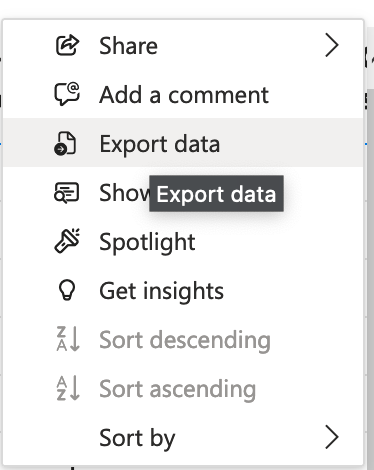 Share
Add a comment
Export data
Show
Export data
Spotlight
Get insights
Sort descending
Sort ascending
Sort by